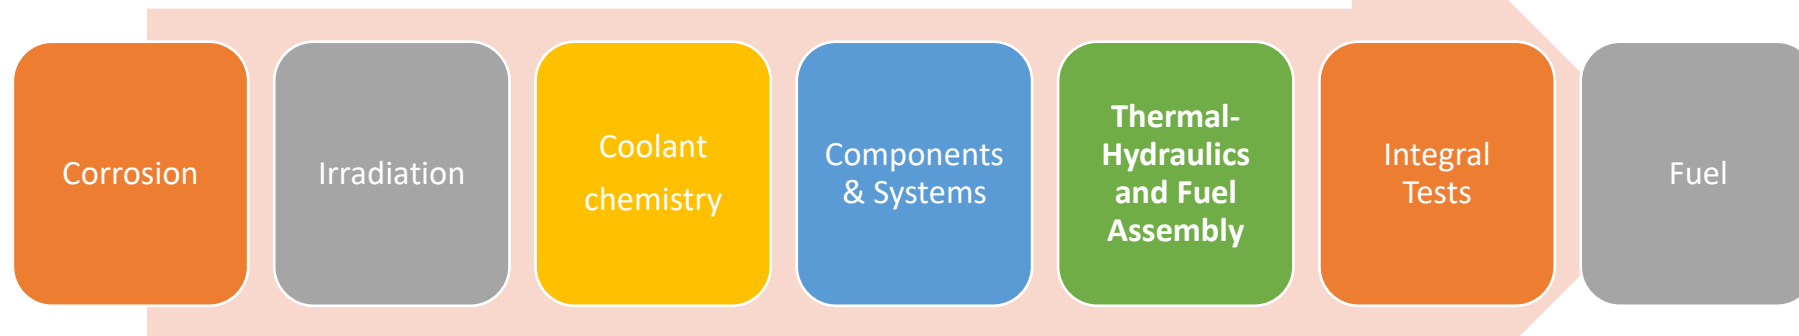 Corrosion
Irradiation
Coolant
chemistry
Components
& Systems
Thermal-
Hydraulics
and Fuel
Assembly
Integral
Tests
Fuel